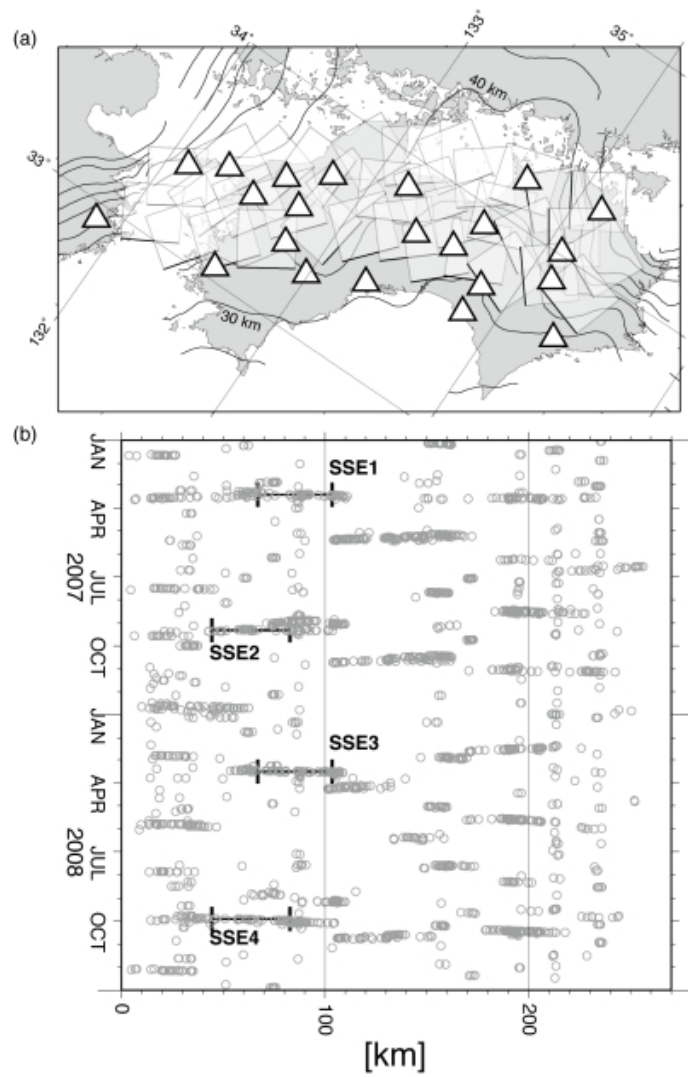 (a)
34°
133°
35°
40 km
33°
132°
30 km
(b)
JAN
APR
2007
JUL
OCT
JAN
APR
2008
JUL
OCT
SSE1
SSE2
SSE3
SSE4
0
100
200
[km]